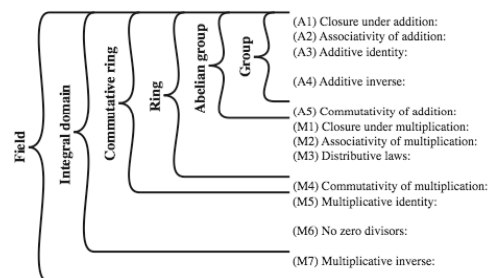 Field
Integral domain
Commutative ring
Ring
Abelian group
Group
(A1) Closure under addition:
(A2) Associativity of addition:
(A3) Additive identity:
(A4) Additive inverse:
(A5) Commutativity of addition:
(M1) Closure under multiplication:
(M2) Associativity of multiplication:
(M3) Distributive laws:
(M4) Commutativity of multiplication:
(M5) Multiplicative identity:
(M6) No zero divisors:
(M7) Multiplicative inverse: